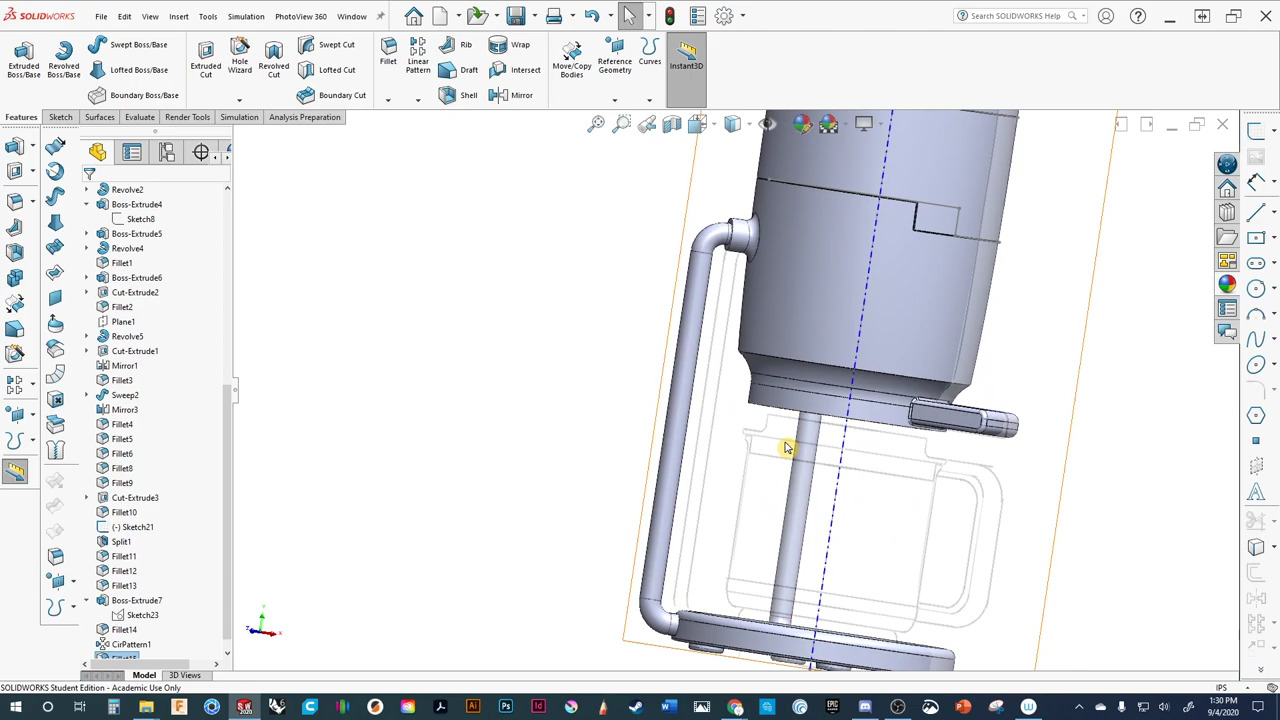 SOLIDWORKS
File Edit View Insert Tools Simulation PhotoView 360 Window
Search SOLIDWORKS Help
Extruded Boss/Base
Revolved Boss/Base
Swept Boss/Base
Lofted Boss/Base
Boundary Boss/Base
Extruded Cut
Hole Wizard
Revolved Cut
Swept Cut
Lofted Cut
Boundary Cut
Fillet
Linear Pattern
Rib
Draft
Shell
Wrap
Intersect
Mirror
Move/Copy Bodies
Reference Geometry
Curves
Instant3D
Features Sketch Surfaces Evaluate Render Tools Simulation Analysis Preparation
Revolve2
Boss-Extrude4
Sketch8
Boss-Extrude5
Revolve4
Fillet1
Boss-Extrude6
Cut-Extrude2
Fillet2
Plane1
Revolve5
Cut-Extrude1
Mirror1
Fillet3
Sweep2
Mirror3
Fillet4
Fillet5
Fillet6
Fillet8
Fillet9
Cut-Extrude3
Fillet10
(-) Sketch21
Split1
Fillet11
Fillet12
Fillet13
Boss-Extrude7
Sketch23
Fillet14
CirPattern1
Fillet15
Model 3D Views
SOLIDWORKS Student Edition - Academic Use Only
IPS
1:30 PM
9/4/2020